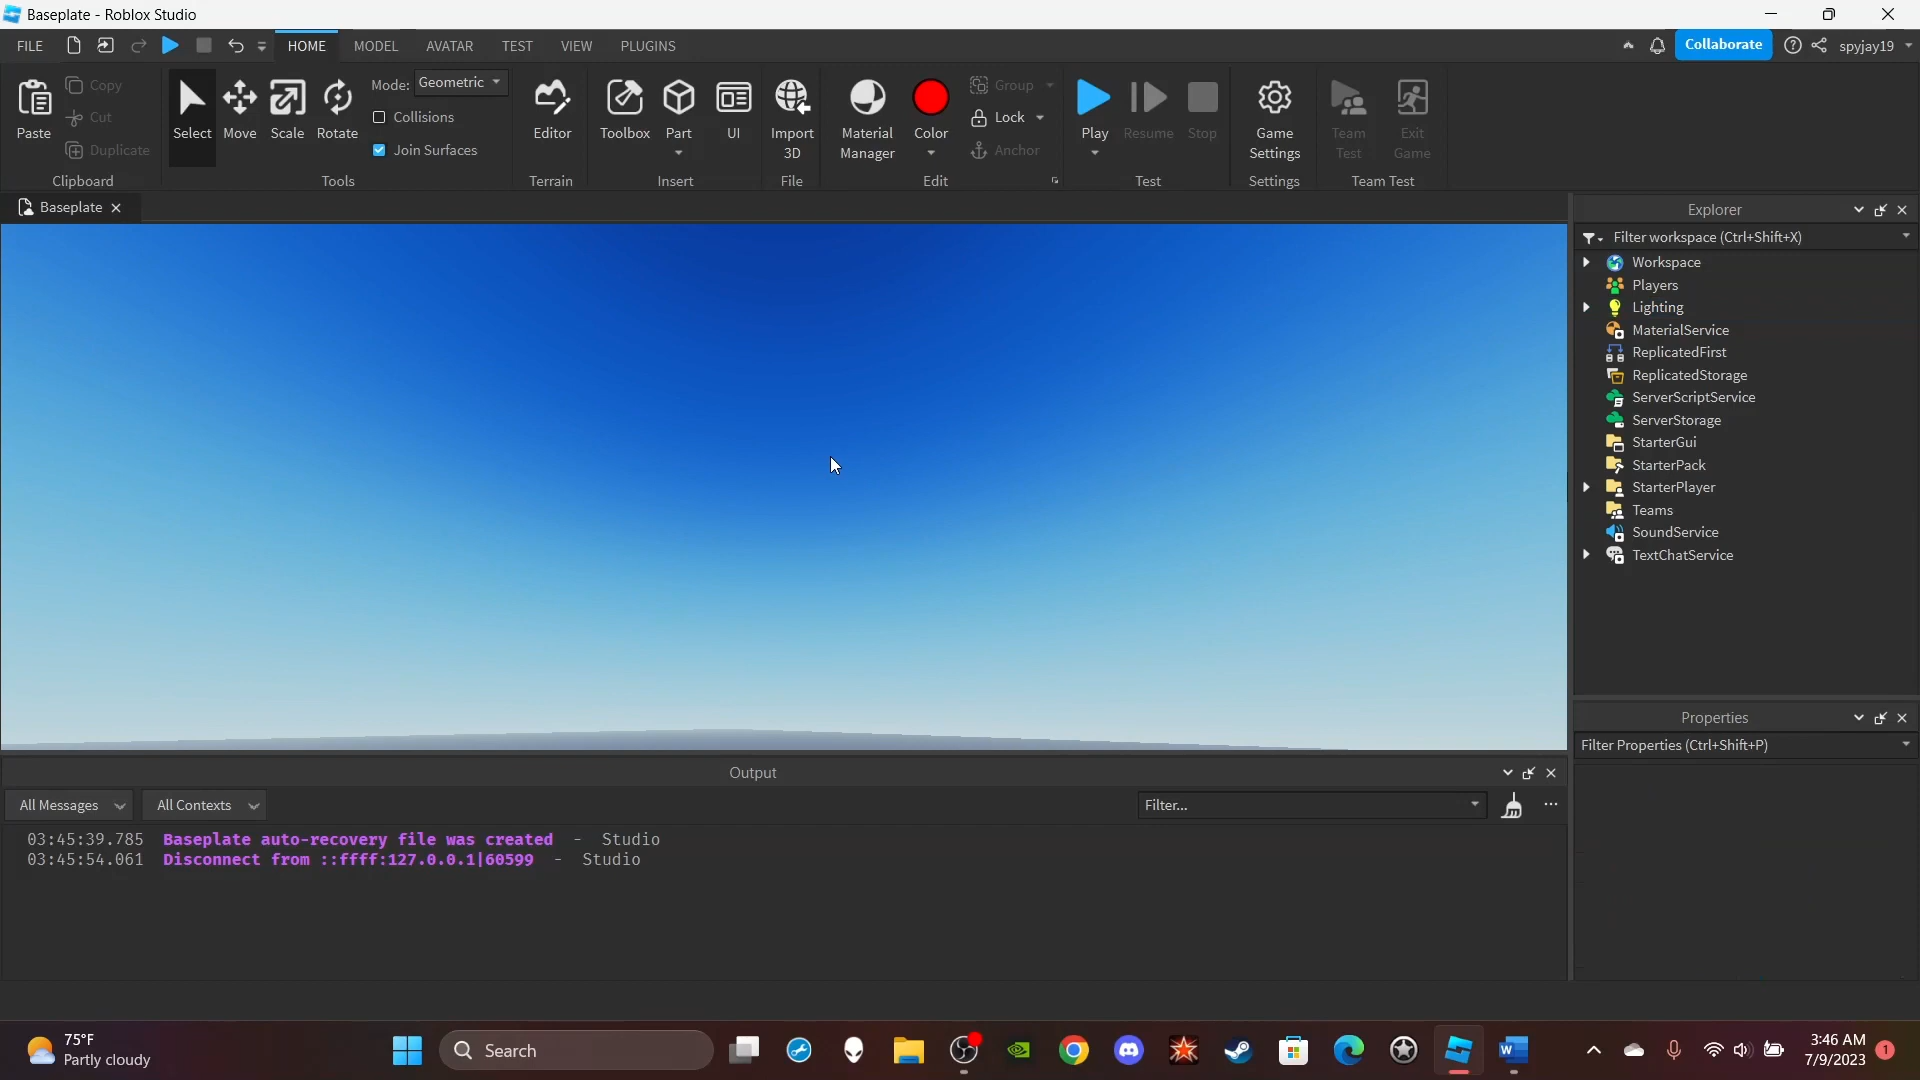 Baseplate - Roblox Studio
FILE HOME MODEL AVATAR TEST VIEW PLUGINS Collaborate spyjay19
Paste
Copy
Cut
Duplicate
Clipboard
Select Move Scale Rotate
Mode: Geometric
Collisions
Join Surfaces
Tools
Editor
Terrain
Toolbox Part UI
Insert
Import
3D
File
Material
Manager
Color
Group
Lock
Anchor
Edit
Play Resume Stop
Test
Game
Settings
Settings
Team
Test
Exit
Game
Team Test
Baseplate
Explorer
Filter workspace (Ctrl+Shift+X)
Workspace
Players
Lighting
MaterialService
ReplicatedFirst
ReplicatedStorage
ServerScriptService
ServerStorage
StarterGui
StarterPack
StarterPlayer
Teams
SoundService
TextChatService
Properties
Filter Properties (Ctrl+Shift+P)
Output
All Messages All Contexts Filter...
03:45:39.785 Baseplate auto-recovery file was created - Studio
03:45:54.061 Disconnect from ::ffff:127.0.0.1|60599 - Studio
75°F
Partly cloudy
Search
3:46 AM
7/9/2023
1